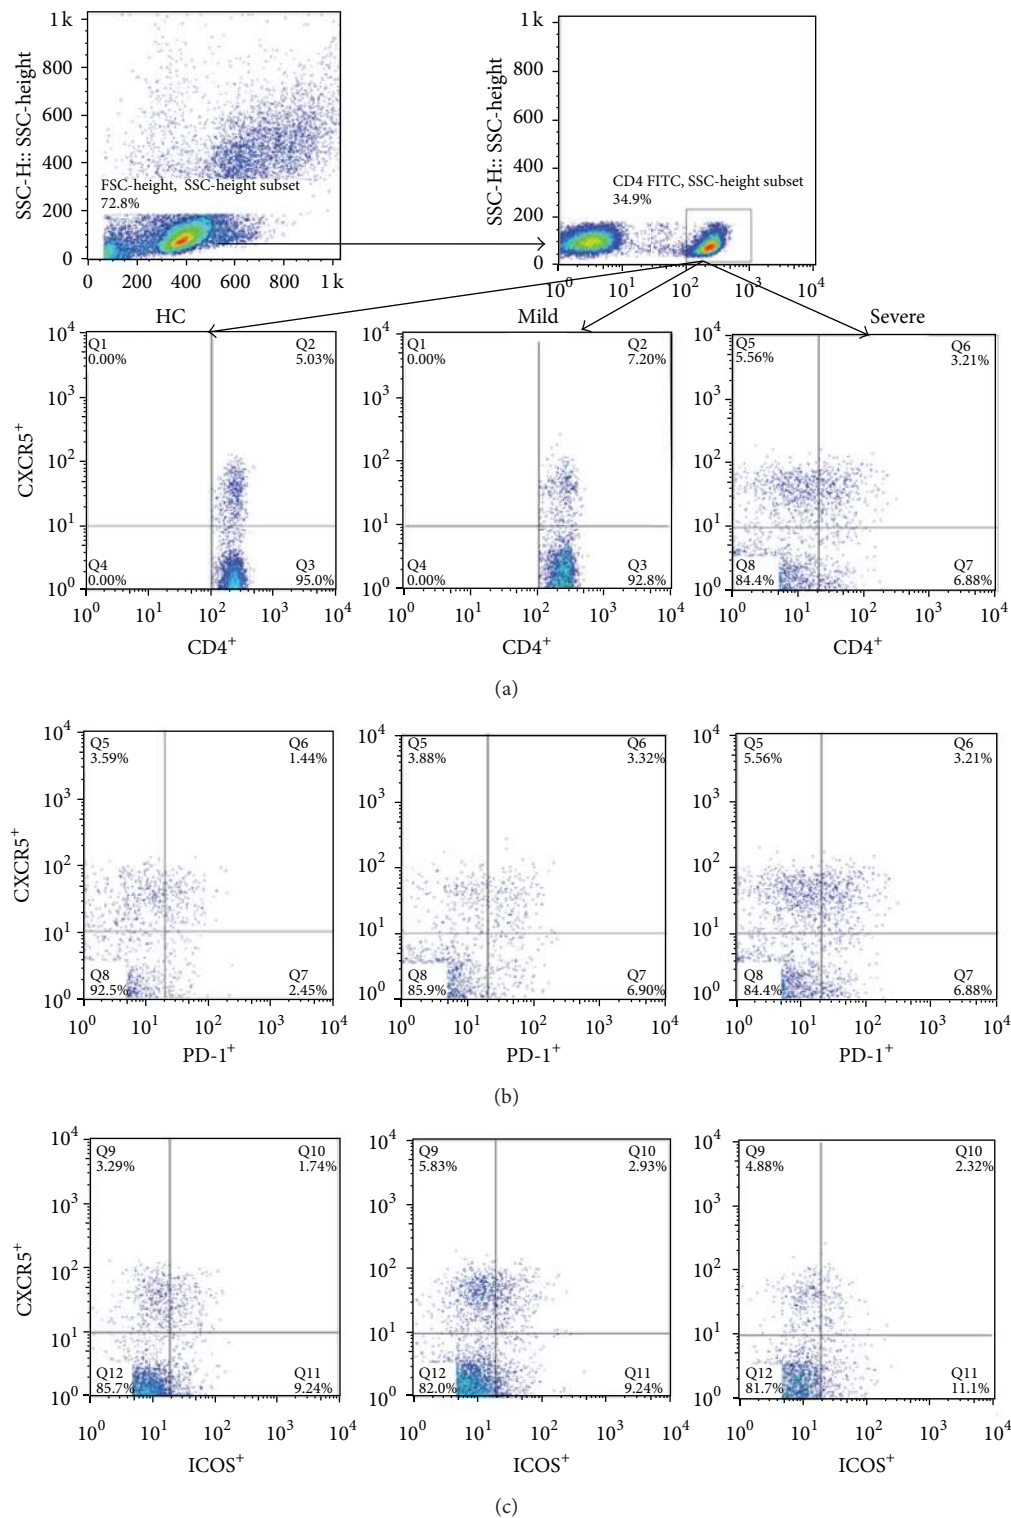 1 k
800
600
400
200
0
SSC-H:: SSC-height
FSC-height, SSC-height subset
72.8%
0 200 400 600 800 1 k
1 k
800
600
400
200
0
SSC-H:: SSC-height
CD4 FITC, SSC-height subset
34.9%
10^0 10^1 10^2 10^3 10^4
HC Mild Severe
CXCR5^+
10^4
10^3
10^2
10^1
10^0
Q1 Q2
0.00% 5.03%
Q4 Q3
0.00% 95.0%
10^0 10^1 10^2 10^3 10^4
CD4^+
10^4
10^3
10^2
10^1
10^0
Q1 Q2
0.00% 7.20%
Q4 Q3
0.00% 92.8%
10^0 10^1 10^2 10^3 10^4
CD4^+
10^4
10^3
10^2
10^1
10^0
Q5 Q6
5.56% 3.21%
Q8 Q7
84.4% 6.88%
10^0 10^1 10^2 10^3 10^4
CD4^+
(a)
CXCR5^+
10^4
10^3
10^2
10^1
10^0
Q5 Q6
3.59% 1.44%
Q8 Q7
92.5% 2.45%
10^0 10^1 10^2 10^3 10^4
PD-1^+
10^4
10^3
10^2
10^1
10^0
Q5 Q6
3.88% 3.32%
Q8 Q7
85.9% 6.90%
10^0 10^1 10^2 10^3 10^4
PD-1^+
10^4
10^3
10^2
10^1
10^0
Q5 Q6
5.56% 3.21%
Q8 Q7
84.4% 6.88%
10^0 10^1 10^2 10^3 10^4
PD-1^+
(b)
CXCR5^+
10^4
10^3
10^2
10^1
10^0
Q9 Q10
3.29% 1.74%
Q12 Q11
85.7% 9.24%
10^0 10^1 10^2 10^3 10^4
ICOS^+
10^4
10^3
10^2
10^1
10^0
Q9 Q10
5.83% 2.93%
Q12 Q11
82.0% 9.24%
10^0 10^1 10^2 10^3 10^4
ICOS^+
10^4
10^3
10^2
10^1
10^0
Q9 Q10
4.88% 2.32%
Q12 Q11
81.7% 11.1%
10^0 10^1 10^2 10^3 10^4
ICOS^+
(c)